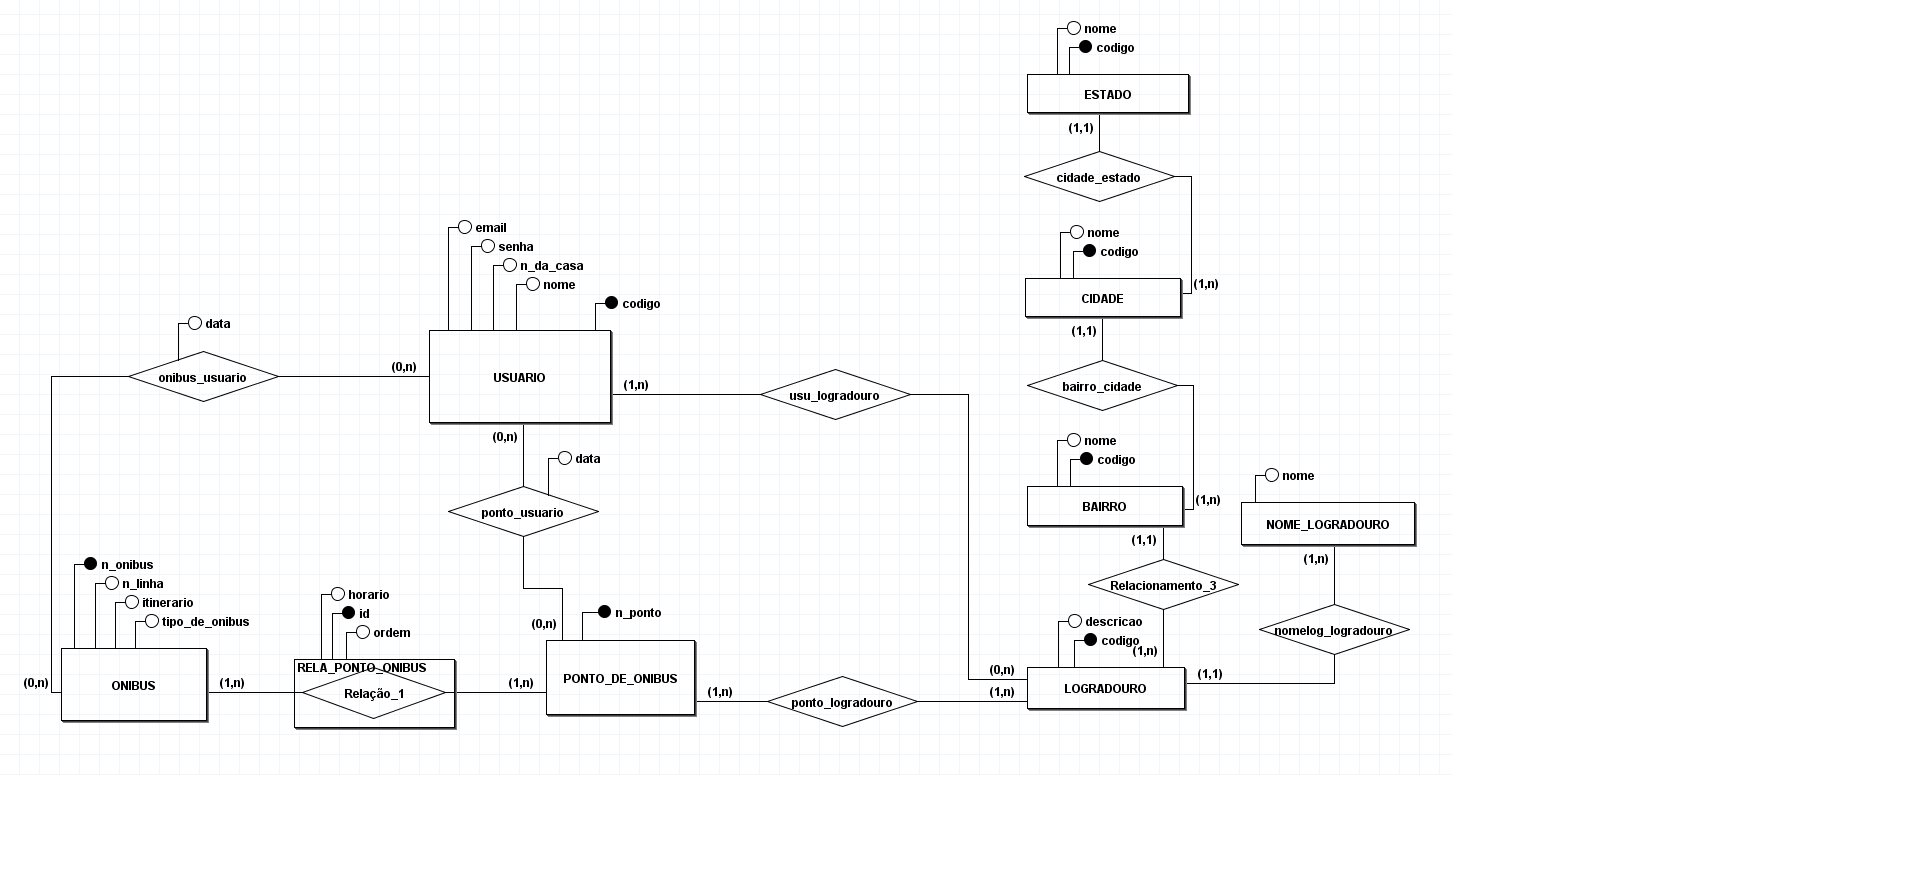 nome
codigo
ESTADO
(1,1)
cidade_estado
nome
codigo
(1,n)
CIDADE
(1,1)
bairro_cidade
nome
codigo
(1,n)
BAIRRO
(1,1)
Relacionamento_3
nome
NOME_LOGRADOURO
(1,n)
nomelog_logradouro
descricao
codigo
(1,n)
LOGRADOURO
(1,1)
(0,n)
(1,n)
email
senha
n_da_casa
nome
codigo
USUARIO
(0,n)
(1,n)
usu_logradouro
data
onibus_usuario
(0,n)
data
ponto_usuario
(0,n)
n_ponto
PONTO_DE_ONIBUS
(1,n)
ponto_logradouro
n_onibus
n_linha
itinerario
tipo_de_onibus
(0,n)
ONIBUS
(1,n)
horario
id
ordem
RELA_PONTO_ONIBUS
Relação_1
(1,n)